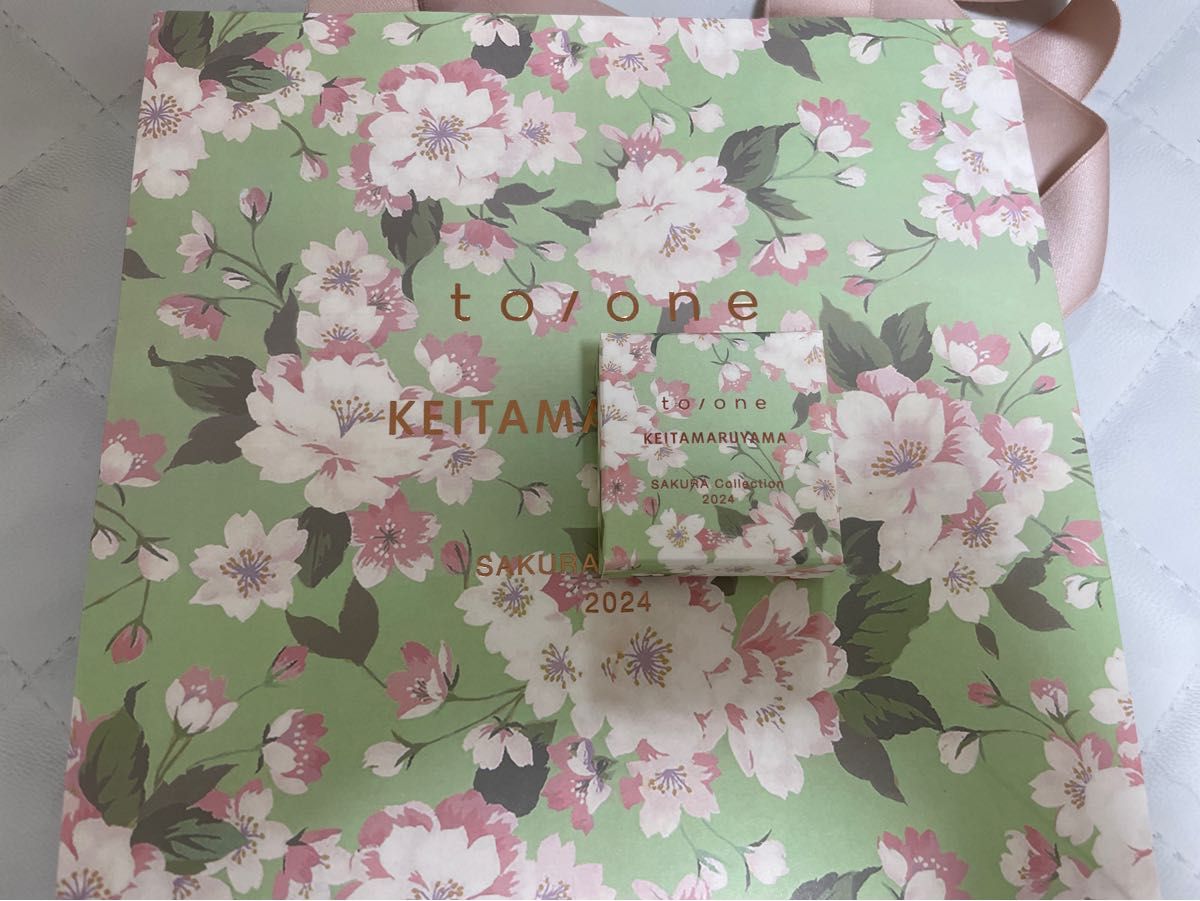 to/one
KEITAMA
SAKURA
2024
to/one
KEITAMARUYAMA
SAKURA Collection
2024